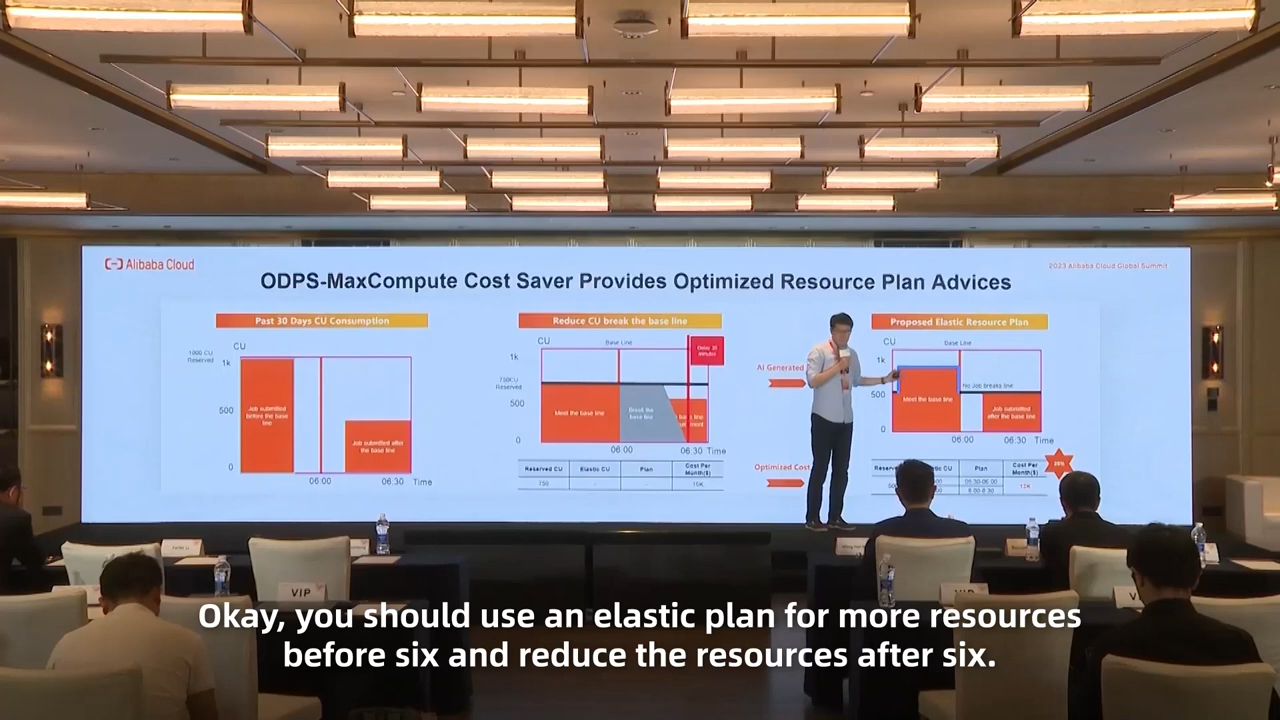 Alibaba Cloud
2023 Alibaba Cloud Global Summit
ODPS-MaxCompute Cost Saver Provides Optimized Resource Plan Advices
Past 30 Days CU Consumption
CU
1000 CU
Reserved
1k
500
0
Job submitted
before the base
line
Job submitted after
the base line
06:00
06:30
Time
Reduce CU break the base line
CU
Base Line
1k
750CU
Reserved
500
0
Meet the base line
Break the
base line
Delay 30
minutes
06:00
06:30
Time
Reserved CU
Elastic CU
Plan
Cost Per
Month($)
750
-
-
15K
AI Generated
Optimized Cost
Proposed Elastic Resource Plan
CU
Base Line
1k
500
0
No Job breaks line
Meet the base line
Job submitted
after the base line
06:00
06:30
Time
Plan
Cost Per
Month($)
VIP
Okay, you should use an elastic plan for more resources
before six and reduce the resources after six.